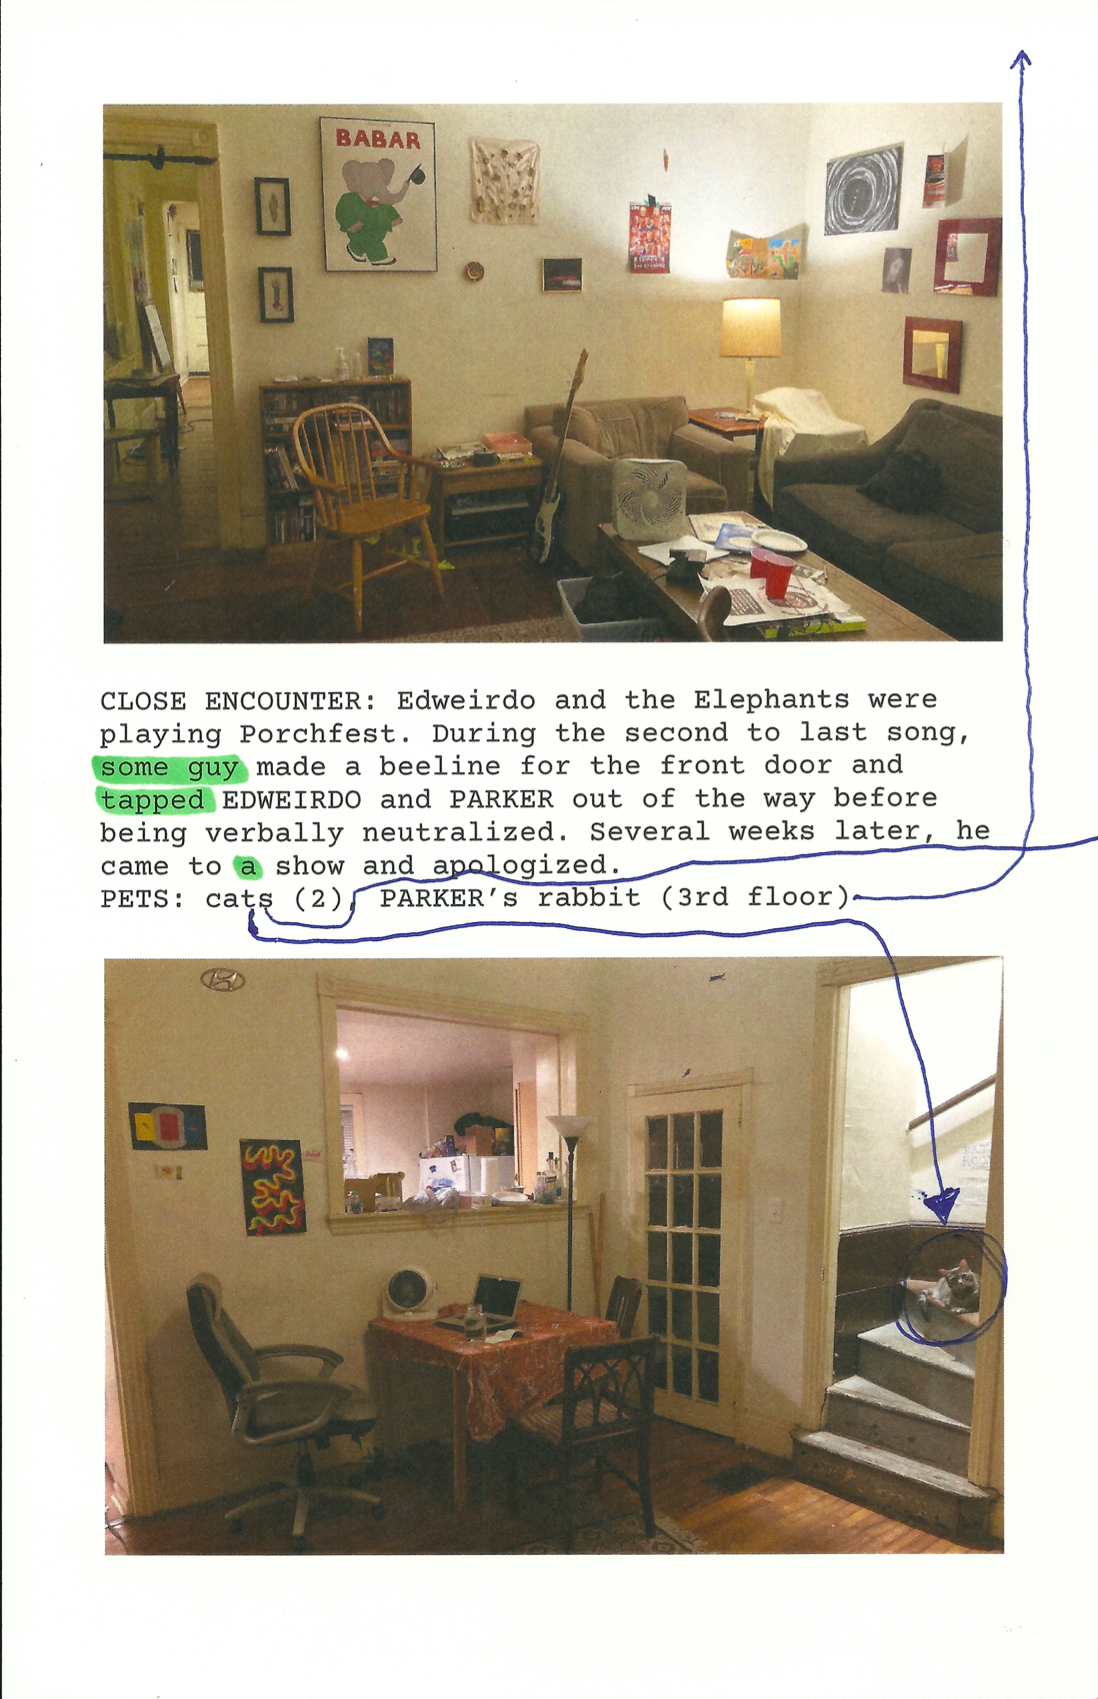 BABAR
CLOSE ENCOUNTER: Edweirdo and the Elephants were
playing Porchfest. During the second to last song,
some guy made a beeline for the front door and
tapped EDWEIRDO and PARKER out of the way before
being verbally neutralized. Several weeks later, he
came to a show and apologized.
PETS: cats (2), PARKER's rabbit (3rd floor)